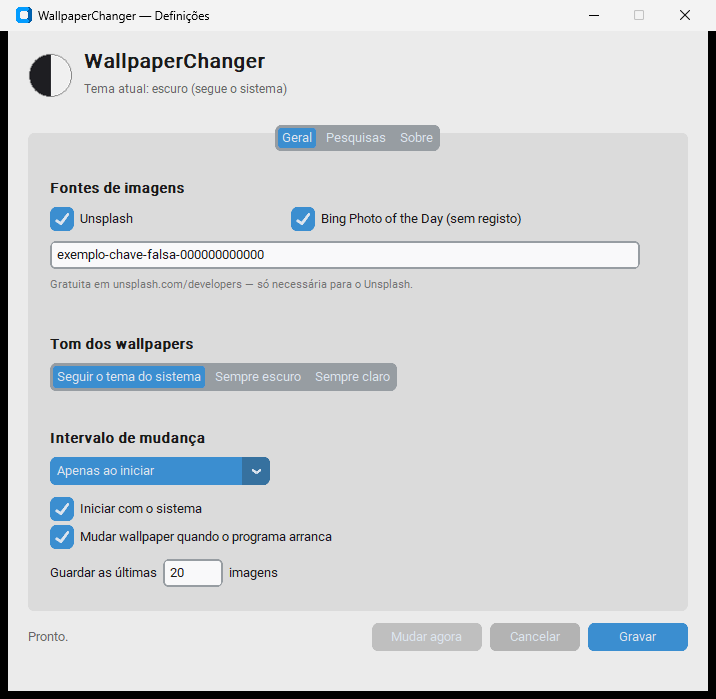 WallpaperChanger — Definições
WallpaperChanger
Tema atual: escuro (segue o sistema)
Geral Pesquisas Sobre
Fontes de imagens
Unsplash Bing Photo of the Day (sem registo)
exemplo-chave-falsa-000000000000
Gratuita em unsplash.com/developers — só necessária para o Unsplash.
Tom dos wallpapers
Seguir o tema do sistema Sempre escuro Sempre claro
Intervalo de mudança
Apenas ao iniciar
Iniciar com o sistema
Mudar wallpaper quando o programa arranca
Guardar as últimas 20 imagens
Pronto. Mudar agora Cancelar Gravar